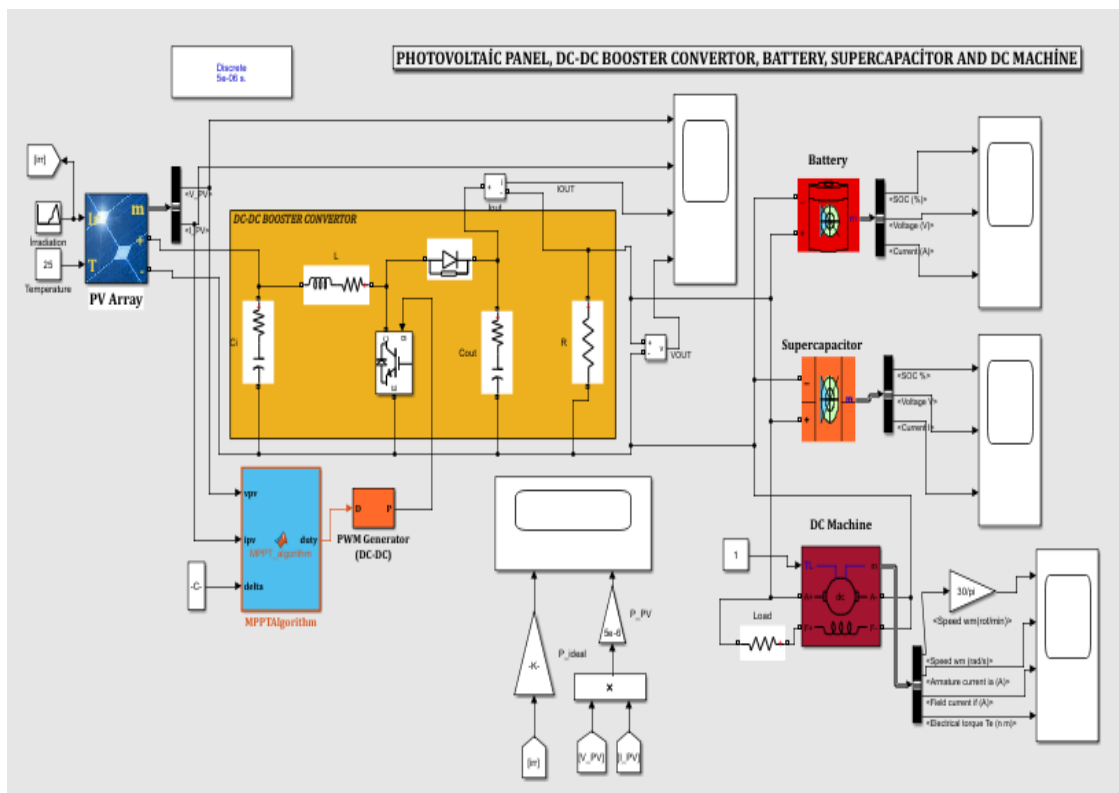 Discrete
5e-06 s.
PHOTOVOLTAİC PANEL, DC-DC BOOSTER CONVERTOR, BATTERY, SUPERCAPACİTOR AND DC MACHİNE
[irr]
Irradiation
25
Temperature
T
m
+
-
PV Array
<V_PV>
<I_PV>
DC-DC BOOSTER CONVERTOR
Ci
L
g
C
E
Cout
R
i
+
-
IOUT
+
-
v
VOUT
Battery
-
+
m
<SOC (%)>
<Voltage (V)>
<Current (A)>
Supercapacitor
-
+
m
<SOC %>
<Voltage V>
<Current I>
vpv
ipv
delta
MPPT_algorithm
duty
MPPTAlgorithm
-C-
D
P
PWM Generator
(DC-DC)
-K-
P_ideal
[irr]
P_PV
5e-6
×
[V_PV]
[I_PV]
DC Machine
1
TL
m
A+
dc
A-
F+
F-
Load
30/pi
<Speed wm(rot/min)>
<Speed wm (rad/s)>
<Armature current ia (A)>
<Field current if (A)>
<Electrical torque Te (n m)>